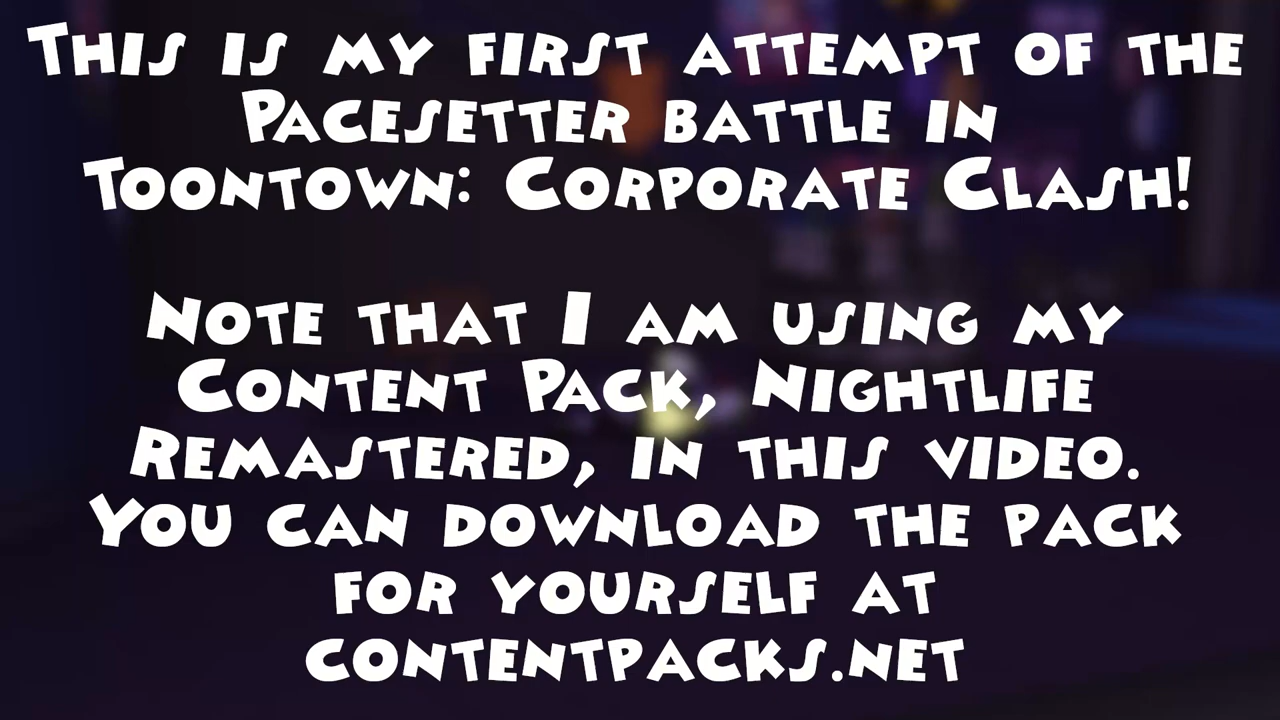 This is my first attempt of the
Pacesetter battle in
Toontown: Corporate Clash!
Note that I am using my
Content Pack, Nightlife
Remastered, in this video.
You can download the pack
for yourself at
contentpacks.net